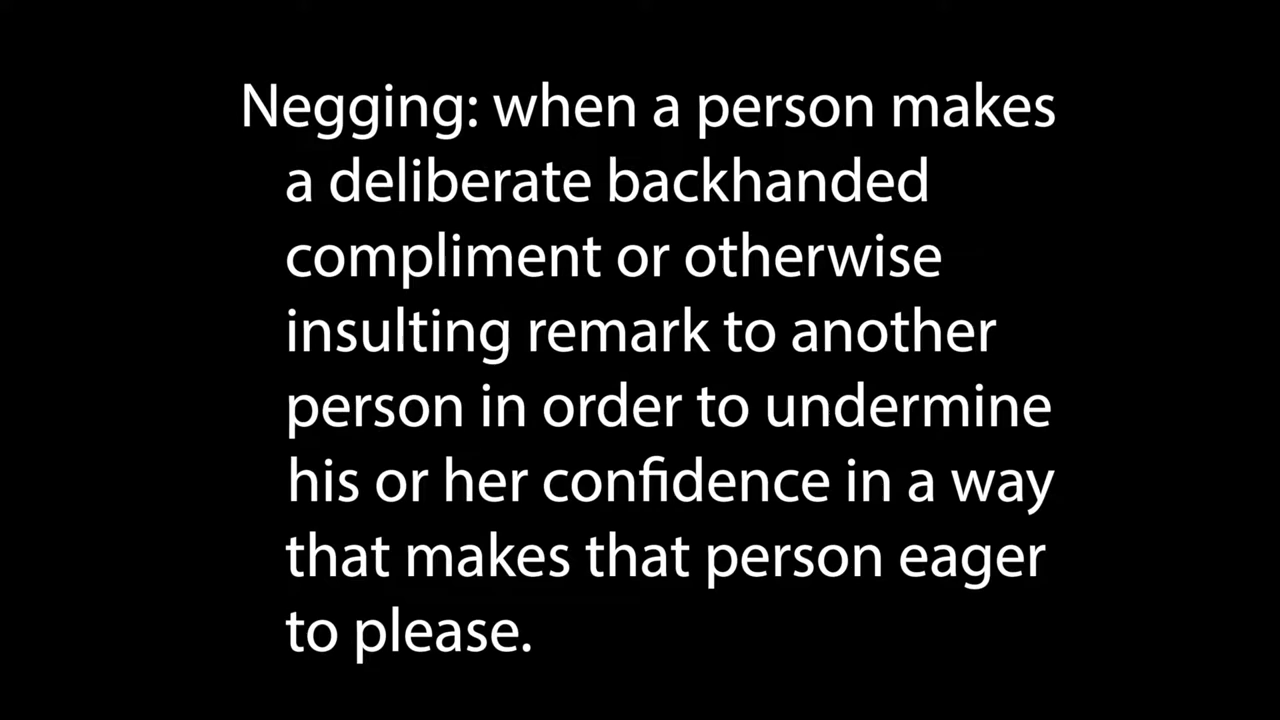 Negging: when a person makes
a deliberate backhanded
compliment or otherwise
insulting remark to another
person in order to undermine
his or her confidence in a way
that makes that person eager
to please.